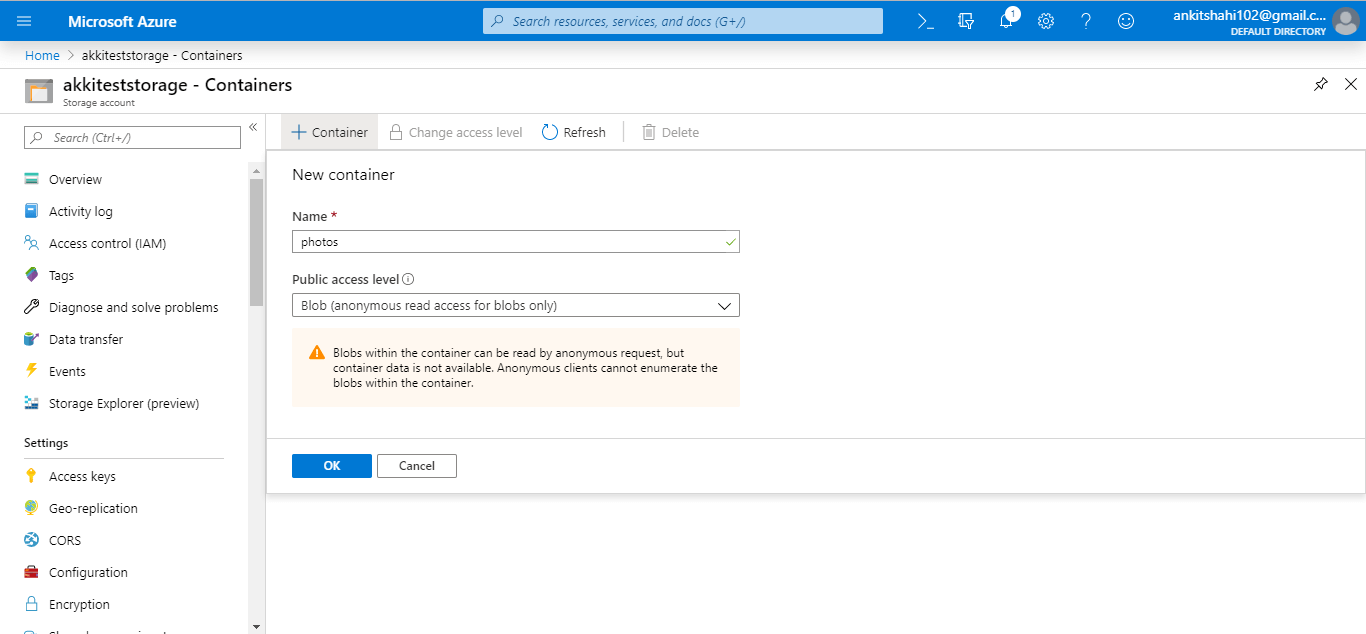 Microsoft Azure
Search resources, services, and docs (G+/)
1
ankitshahi102@gmail.c...
DEFAULT DIRECTORY
Home > akkiteststorage - Containers
akkiteststorage - Containers
Storage account
Search (Ctrl+/)
«
Overview
Activity log
Access control (IAM)
Tags
Diagnose and solve problems
Data transfer
Events
Storage Explorer (preview)
Settings
Access keys
Geo-replication
CORS
Configuration
Encryption
+ Container
Change access level
Refresh
Delete
New container
Name *
photos
Public access level
Blob (anonymous read access for blobs only)
Blobs within the container can be read by anonymous request, but
container data is not available. Anonymous clients cannot enumerate the
blobs within the container.
OK
Cancel